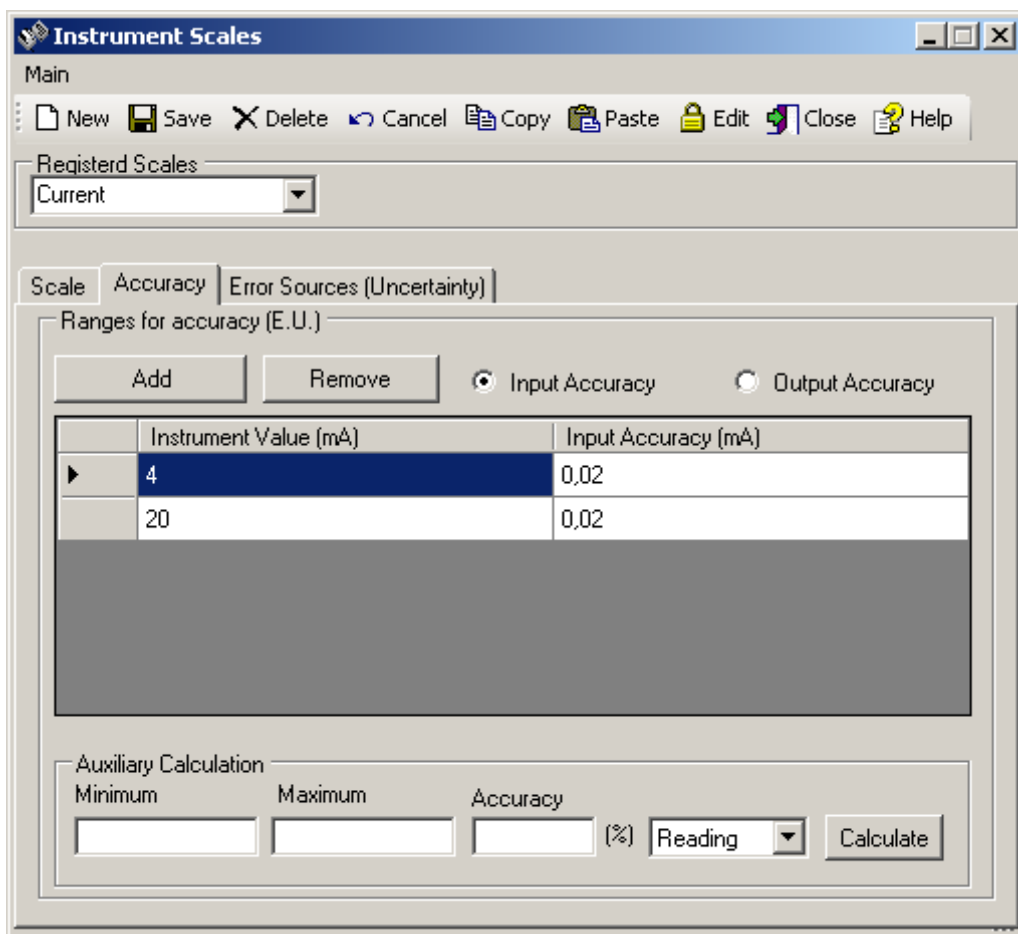 Instrument Scales
Main
New Save Delete Cancel Copy Paste Edit Close Help
Registerd Scales
Current
Scale Accuracy Error Sources (Uncertainty)
Ranges for accuracy (E.U.)
Add Remove Input Accuracy Output Accuracy
Instrument Value (mA) Input Accuracy (mA)
4 0,02
20 0,02
Auxiliary Calculation
Minimum Maximum Accuracy
(%) Reading Calculate